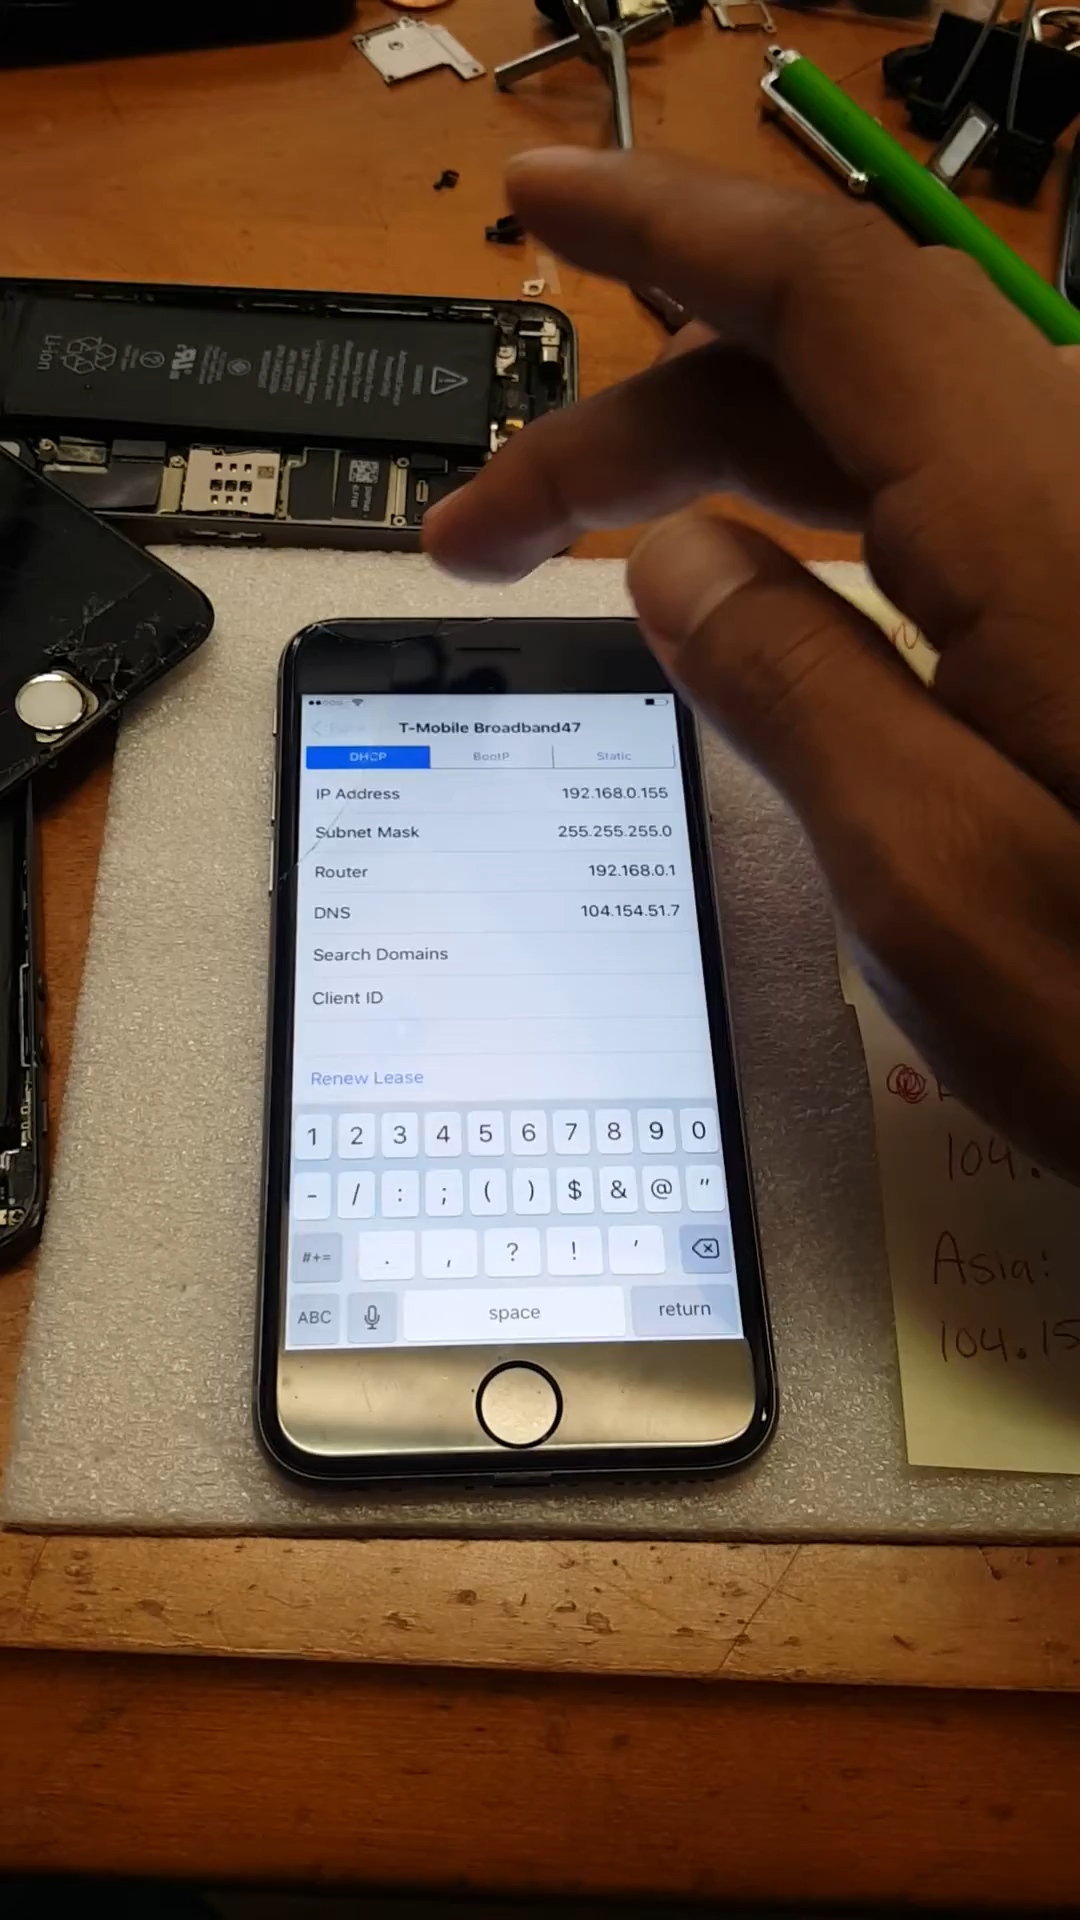 Li-ion
T-Mobile Broadband47
DHCP
BootP
Static
IP Address 192.168.0.155
Subnet Mask 255.255.255.0
Router 192.168.0.1
DNS 104.154.51.7
Search Domains
Client ID
Renew Lease
1 2 3 4 5 6 7 8 9 0
- / : ; ( ) $ & @ "
#+= . , ? ! '
ABC space return
104.
Asia:
104.15